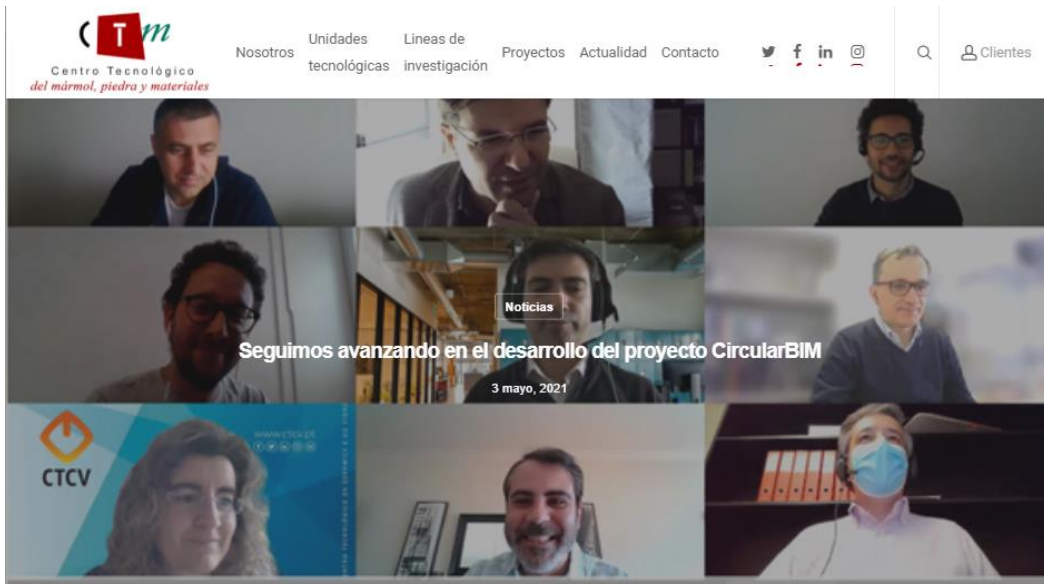 CTm
Centro Tecnológico
del mármol, piedra y materiales
Nosotros
Unidades
tecnológicas
Lineas de
investigación
Proyectos
Actualidad
Contacto
Clientes
Noticias
Seguimos avanzando en el desarrollo del proyecto CircularBIM
3 mayo, 2021
CTCV
www.ctcv.pt